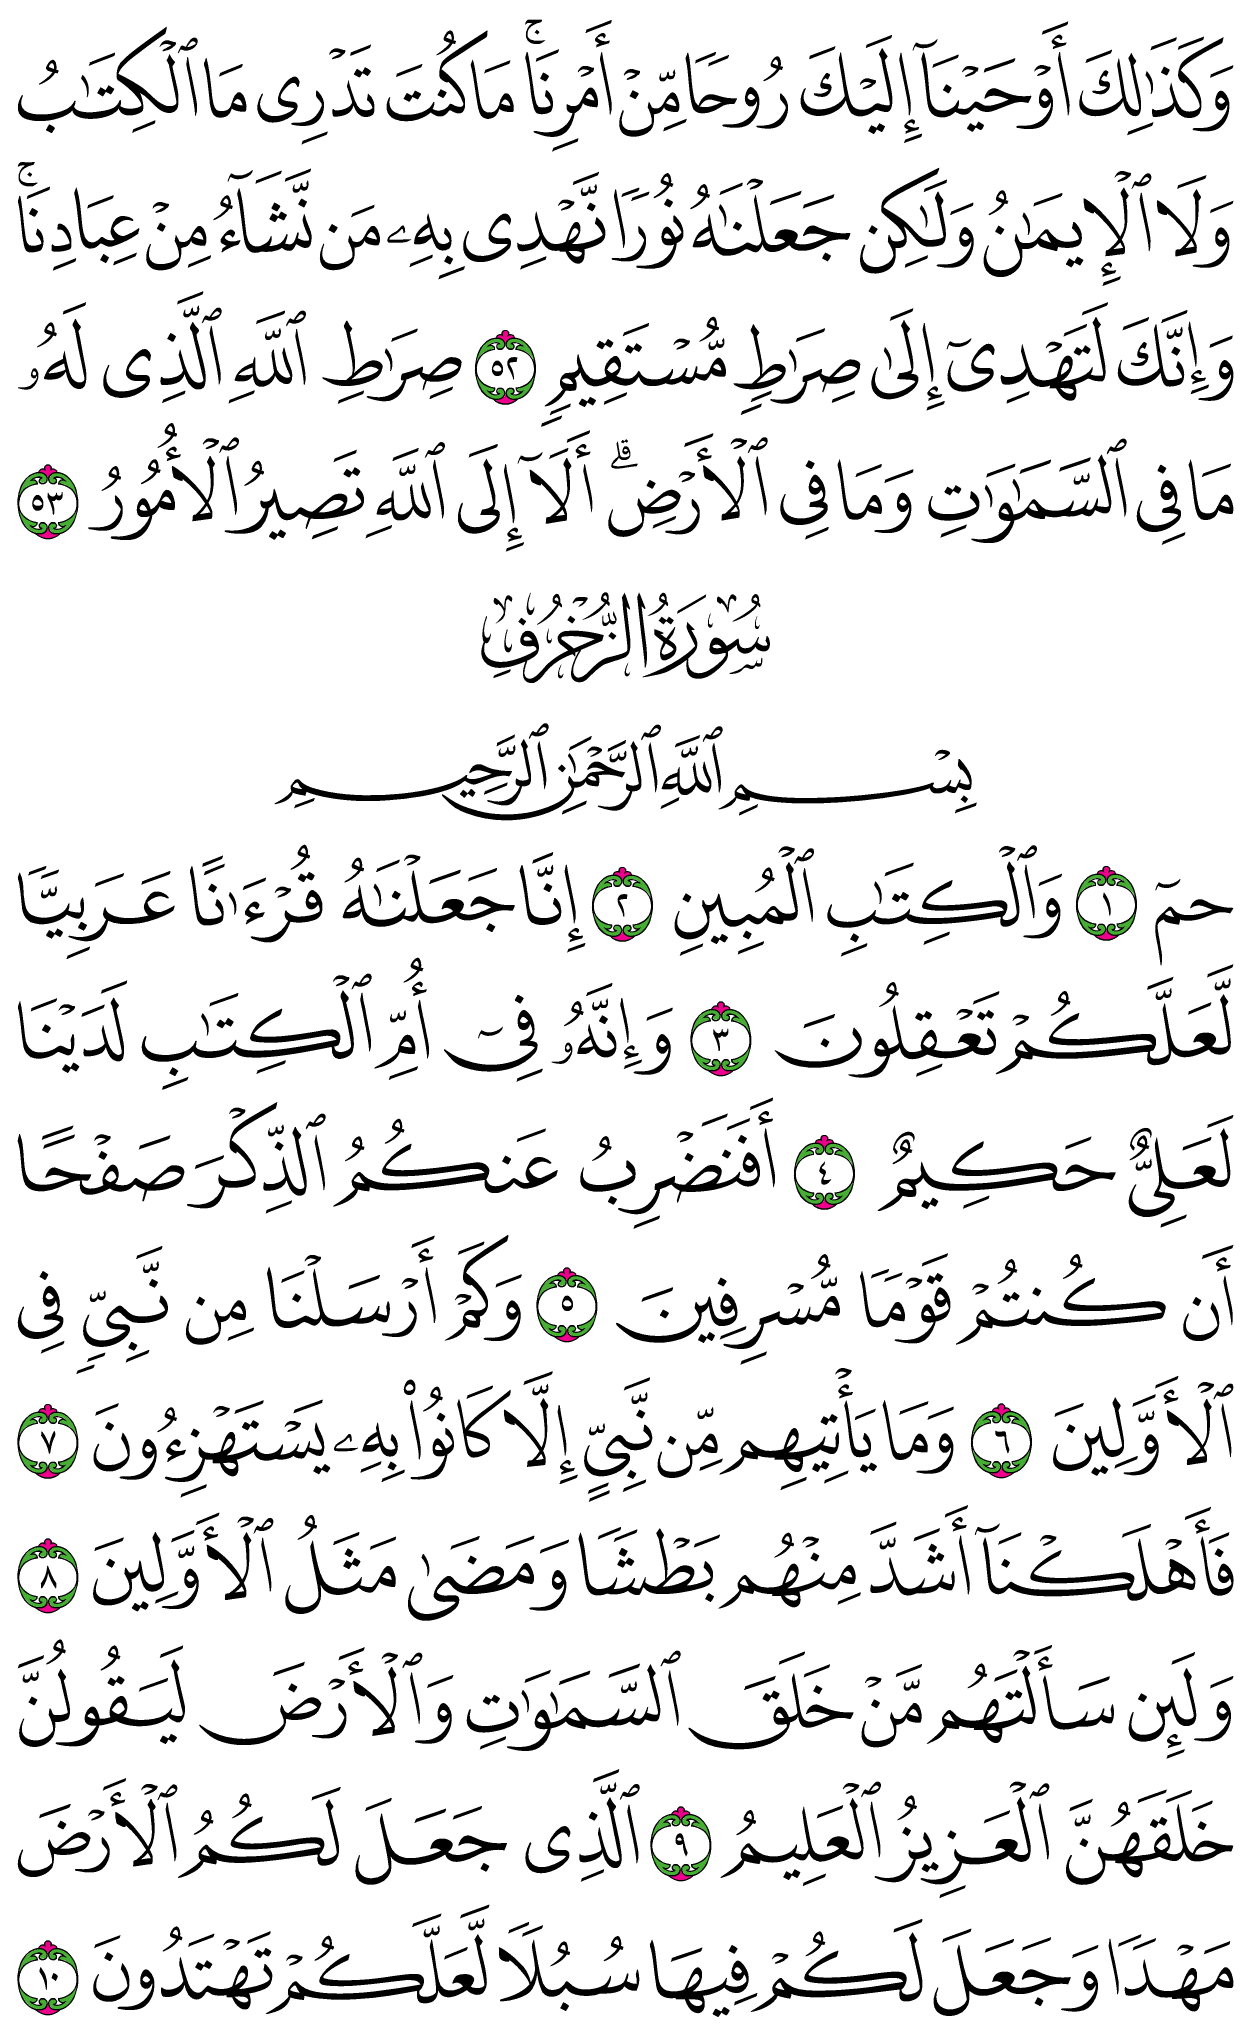 وَكَذَٰلِكَ أَوْحَيْنَآ إِلَيْكَ رُوحًا مِّنْ أَمْرِنَا ۚ مَا كُنتَ تَدْرِى مَا ٱلْكِتَـٰبُ
وَلَا ٱلْإِيمَـٰنُ وَلَـٰكِن جَعَلْنَـٰهُ نُورًا نَّهْدِى بِهِۦ مَن نَّشَآءُ مِنْ عِبَادِنَا ۚ
وَإِنَّكَ لَتَهْدِىٓ إِلَىٰ صِرَٰطٍ مُّسْتَقِيمٍ ٥٢ صِرَٰطِ ٱللَّهِ ٱلَّذِى لَهُۥ
مَا فِى ٱلسَّمَـٰوَٰتِ وَمَا فِى ٱلْأَرْضِ ۗ أَلَآ إِلَى ٱللَّهِ تَصِيرُ ٱلْأُمُورُ ٥٣
سُورَةُ الزُّخْرُفِ
بِسْمِ ٱللَّهِ ٱلرَّحْمَـٰنِ ٱلرَّحِيمِ
حمٓ ١ وَٱلْكِتَـٰبِ ٱلْمُبِينِ ٢ إِنَّا جَعَلْنَـٰهُ قُرْءَٰنًا عَرَبِيًّا
لَّعَلَّكُمْ تَعْقِلُونَ ٣ وَإِنَّهُۥ فِىٓ أُمِّ ٱلْكِتَـٰبِ لَدَيْنَا
لَعَلِىٌّ حَكِيمٌ ٤ أَفَنَضْرِبُ عَنكُمُ ٱلذِّكْرَ صَفْحًا
أَن كُنتُمْ قَوْمًا مُّسْرِفِينَ ٥ وَكَمْ أَرْسَلْنَا مِن نَّبِىٍّ فِى
ٱلْأَوَّلِينَ ٦ وَمَا يَأْتِيهِم مِّن نَّبِىٍّ إِلَّا كَانُوا۟ بِهِۦ يَسْتَهْزِءُونَ ٧
فَأَهْلَكْنَآ أَشَدَّ مِنْهُم بَطْشًا وَمَضَىٰ مَثَلُ ٱلْأَوَّلِينَ ٨
وَلَئِن سَأَلْتَهُم مَّنْ خَلَقَ ٱلسَّمَـٰوَٰتِ وَٱلْأَرْضَ لَيَقُولُنَّ
خَلَقَهُنَّ ٱلْعَزِيزُ ٱلْعَلِيمُ ٩ ٱلَّذِى جَعَلَ لَكُمُ ٱلْأَرْضَ
مَهْدًا وَجَعَلَ لَكُمْ فِيهَا سُبُلًا لَّعَلَّكُمْ تَهْتَدُونَ ١٠